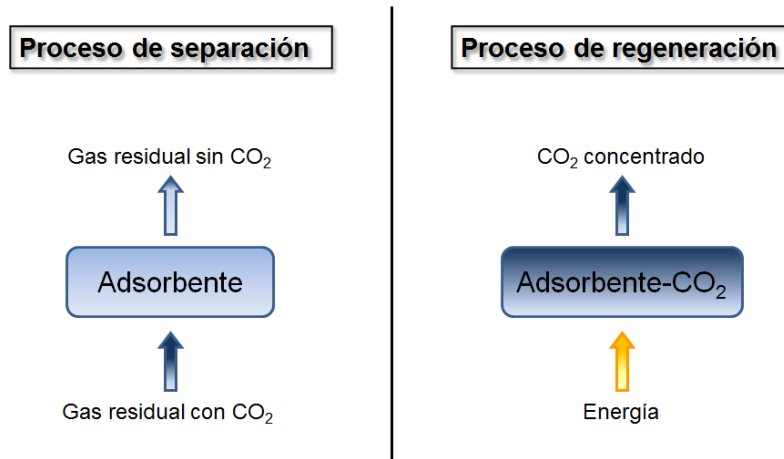 Proceso de separación
Gas residual sin CO₂
Adsorbente
Gas residual con CO₂
Proceso de regeneración
CO₂ concentrado
Adsorbente-CO₂
Energía